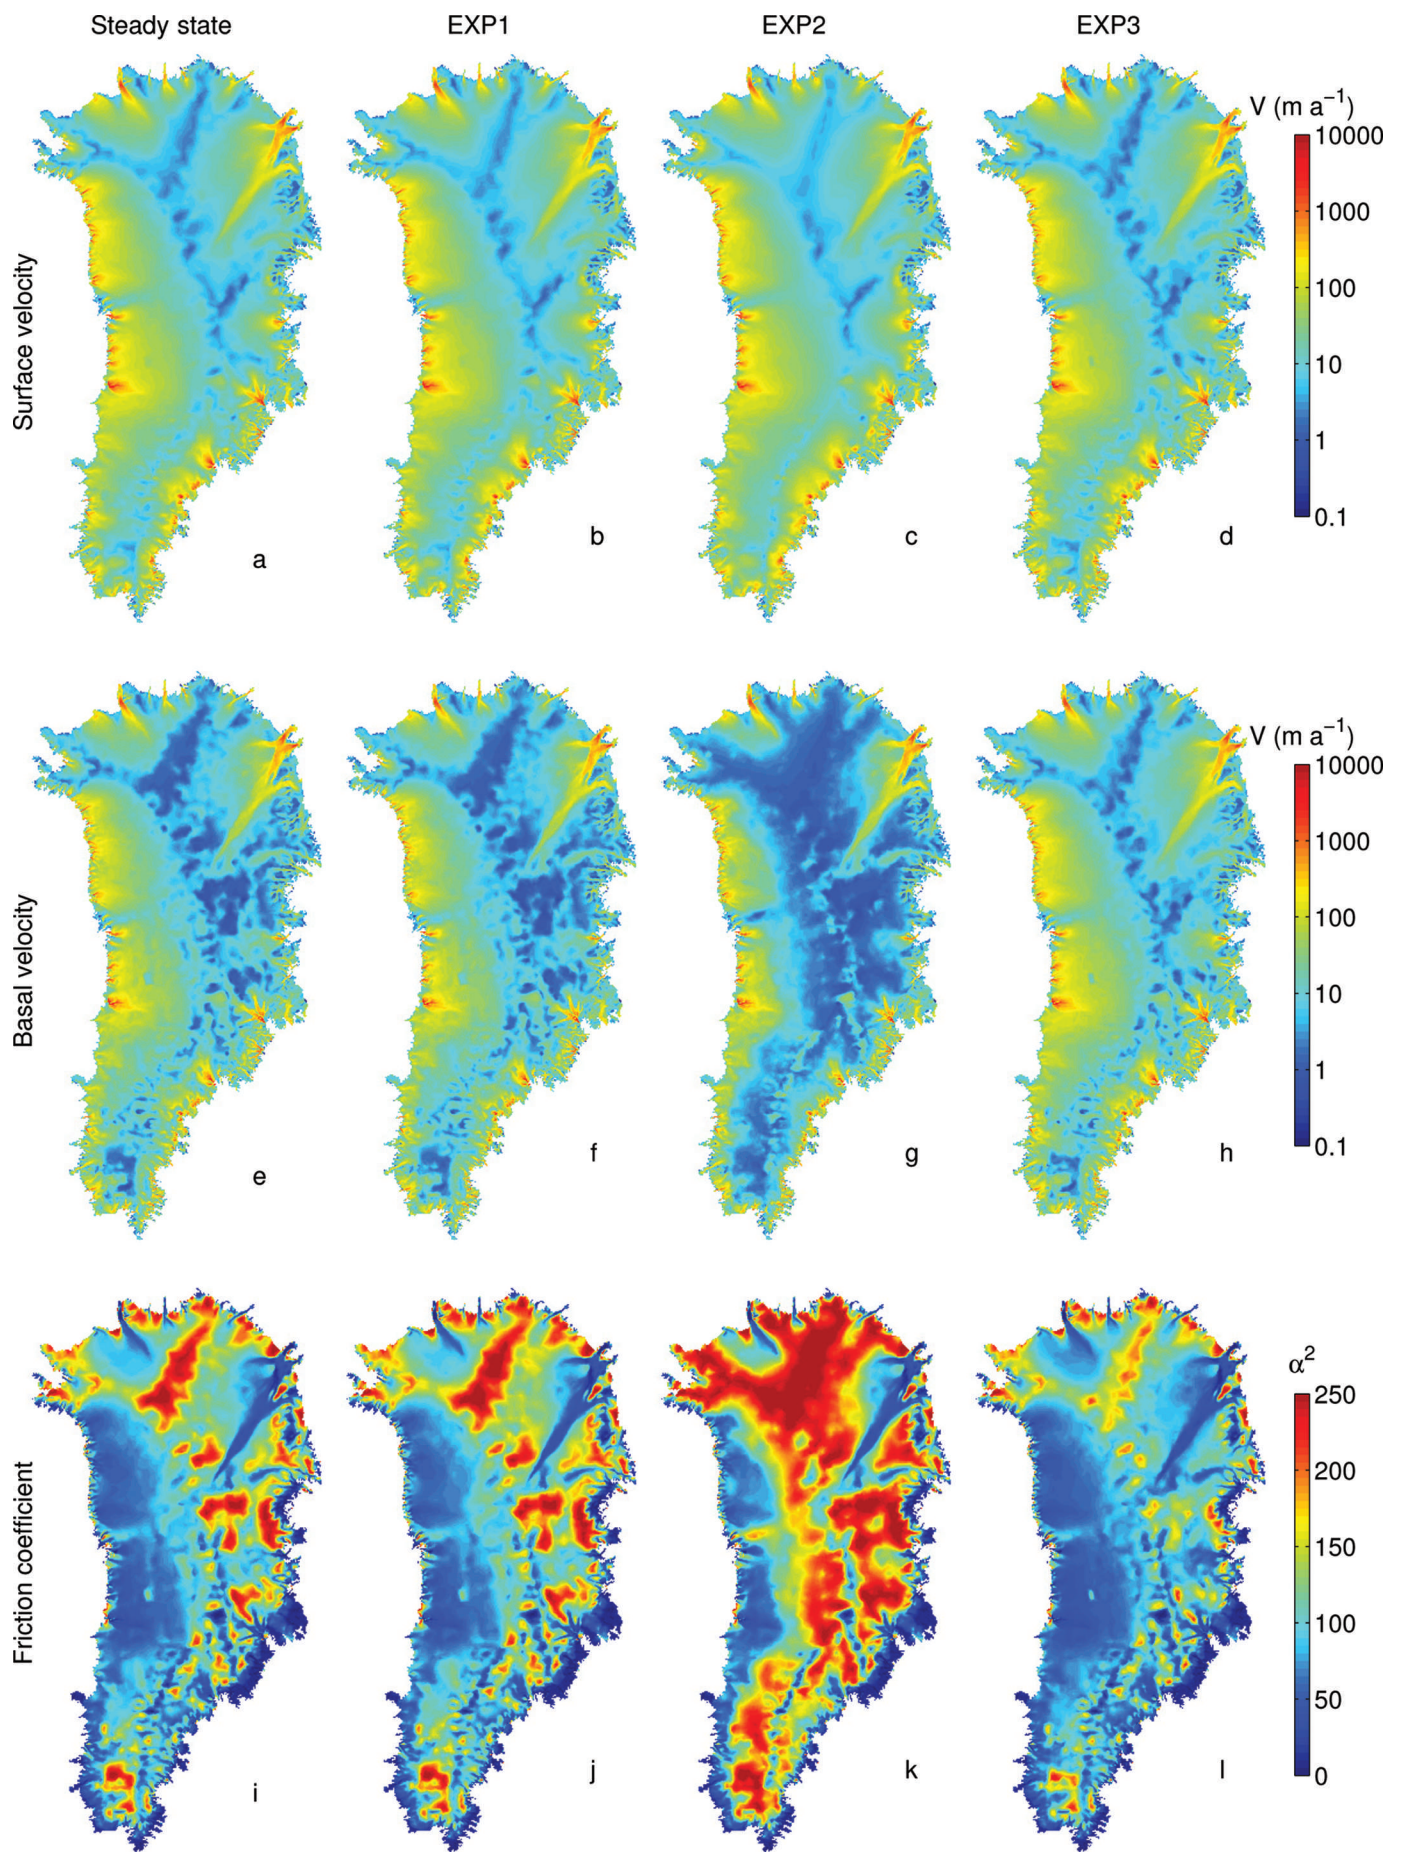 Steady state EXP1 EXP2 EXP3
V (m a⁻¹)
10000
1000
100
10
1
0.1
Surface velocity
a b c d
V (m a⁻¹)
10000
1000
100
10
1
0.1
Basal velocity
e f g h
α²
250
200
150
100
50
0
Friction coefficient
i j k l